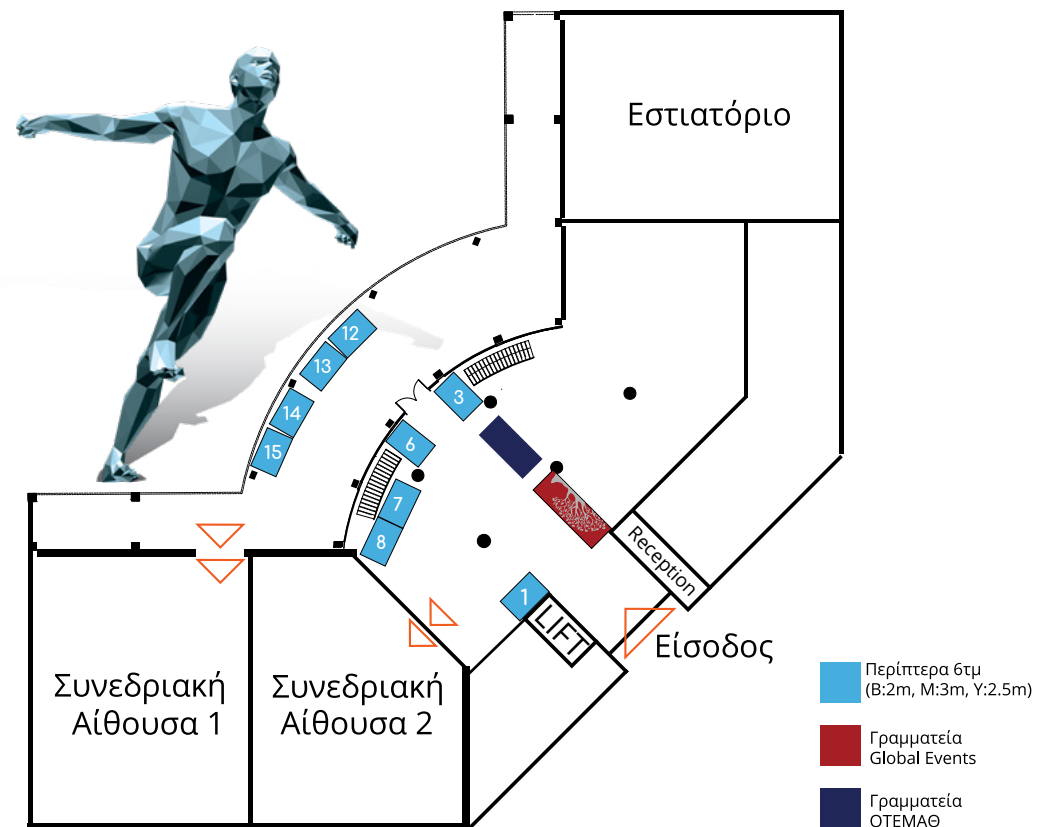 Εστιατόριο
12
13
14
15
3
6
7
8
1
Reception
LIFT
Είσοδος
Συνεδριακή
Αίθουσα 1
Συνεδριακή
Αίθουσα 2
Περίπτερα 6τμ
(Β:2m, Μ:3m, Υ:2.5m)
Γραμματεία
Global Events
Γραμματεία
ΟΤΕΜΑΘ